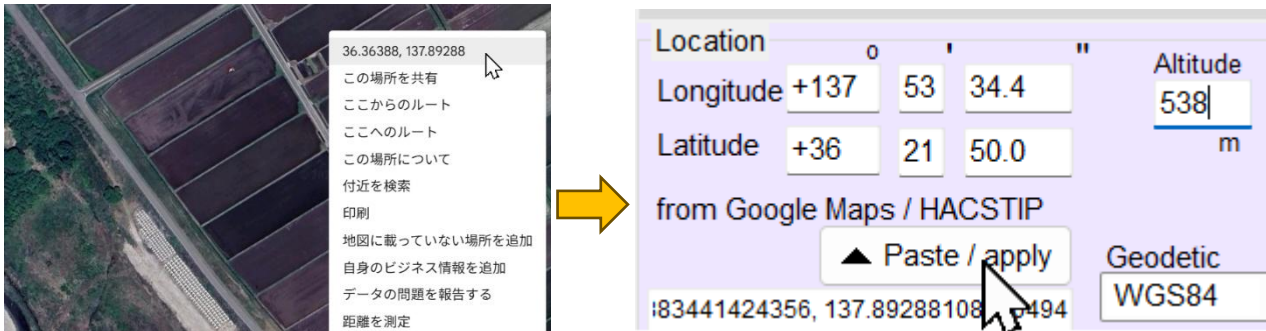 36.36388, 137.89288
この場所を共有
ここからのルート
ここへのルート
この場所について
付近を検索
印刷
地図に載っていない場所を追加
自身のビジネス情報を追加
データの問題を報告する
距離を測定
Location
o ' "
Longitude +137 53 34.4
Latitude +36 21 50.0
Altitude
538
m
from Google Maps / HACSTIP
▲ Paste / apply
83441424356, 137.89288108 494
Geodetic
WGS84